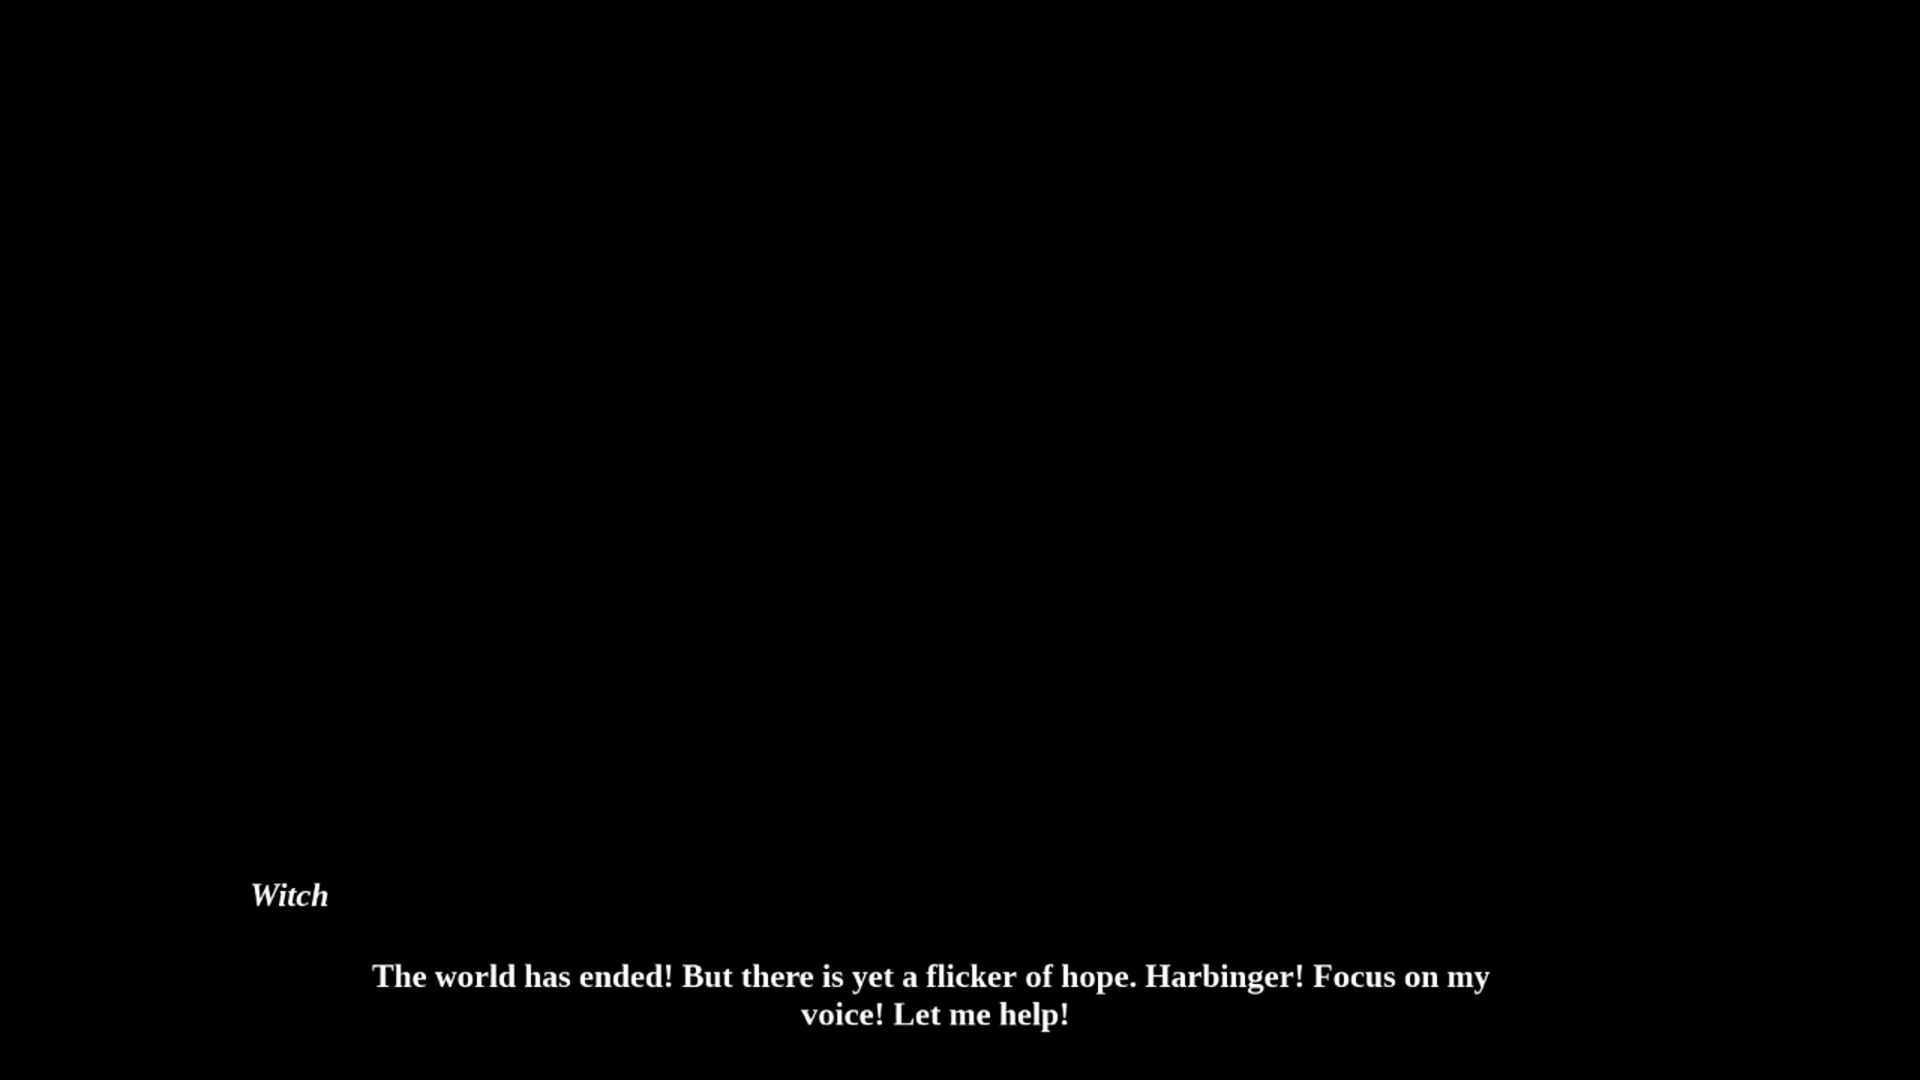 Witch
The world has ended! But there is yet a flicker of hope. Harbinger! Focus on my
voice! Let me help!